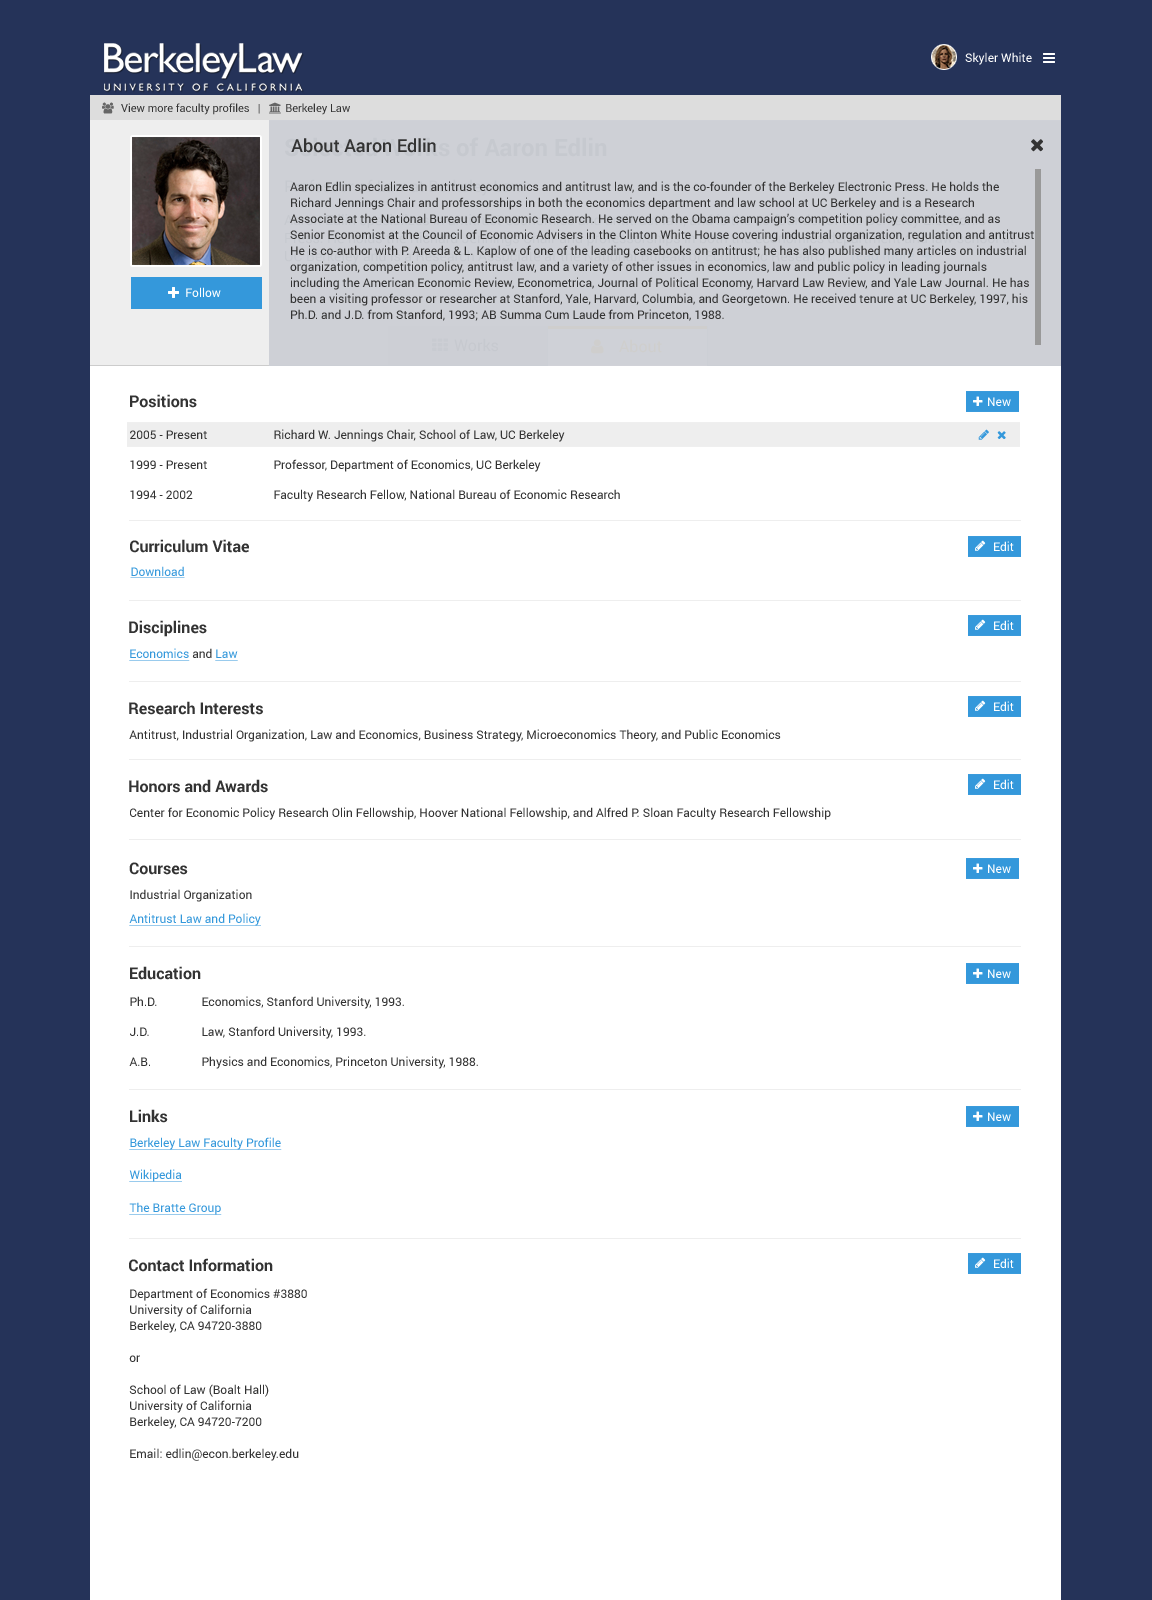 BerkeleyLaw
UNIVERSITY OF CALIFORNIA
Skyler White
View more faculty profiles | Berkeley Law
Selected Works of Aaron Edlin
About Aaron Edlin
Aaron Edlin specializes in antitrust economics and antitrust law, and is the co-founder of the Berkeley Electronic Press. He holds the
Richard Jennings Chair and professorships in both the economics department and law school at UC Berkeley and is a Research
Associate at the National Bureau of Economic Research. He served on the Obama campaign's competition policy committee, and as
Senior Economist at the Council of Economic Advisers in the Clinton White House covering industrial organization, regulation and antitrust
He is co-author with P. Areeda & L. Kaplow of one of the leading casebooks on antitrust; he has also published many articles on industrial
organization, competition policy, antitrust law, and a variety of other issues in economics, law and public policy in leading journals
including the American Economic Review, Econometrica, Journal of Political Economy, Harvard Law Review, and Yale Law Journal. He has
been a visiting professor or researcher at Stanford, Yale, Harvard, Columbia, and Georgetown. He received tenure at UC Berkeley, 1997, his
Ph.D. and J.D. from Stanford, 1993; AB Summa Cum Laude from Princeton, 1988.
Follow
Works About
Positions
New
2005 - Present Richard W. Jennings Chair, School of Law, UC Berkeley
1999 - Present Professor, Department of Economics, UC Berkeley
1994 - 2002 Faculty Research Fellow, National Bureau of Economic Research
Curriculum Vitae
Edit
Download
Disciplines
Edit
Economics and Law
Research Interests
Edit
Antitrust, Industrial Organization, Law and Economics, Business Strategy, Microeconomics Theory, and Public Economics
Honors and Awards
Edit
Center for Economic Policy Research Olin Fellowship, Hoover National Fellowship, and Alfred P. Sloan Faculty Research Fellowship
Courses
New
Industrial Organization
Antitrust Law and Policy
Education
New
Ph.D. Economics, Stanford University, 1993.
J.D. Law, Stanford University, 1993.
A.B. Physics and Economics, Princeton University, 1988.
Links
New
Berkeley Law Faculty Profile
Wikipedia
The Bratte Group
Contact Information
Edit
Department of Economics #3880
University of California
Berkeley, CA 94720-3880
or
School of Law (Boalt Hall)
University of California
Berkeley, CA 94720-7200
Email: edlin@econ.berkeley.edu